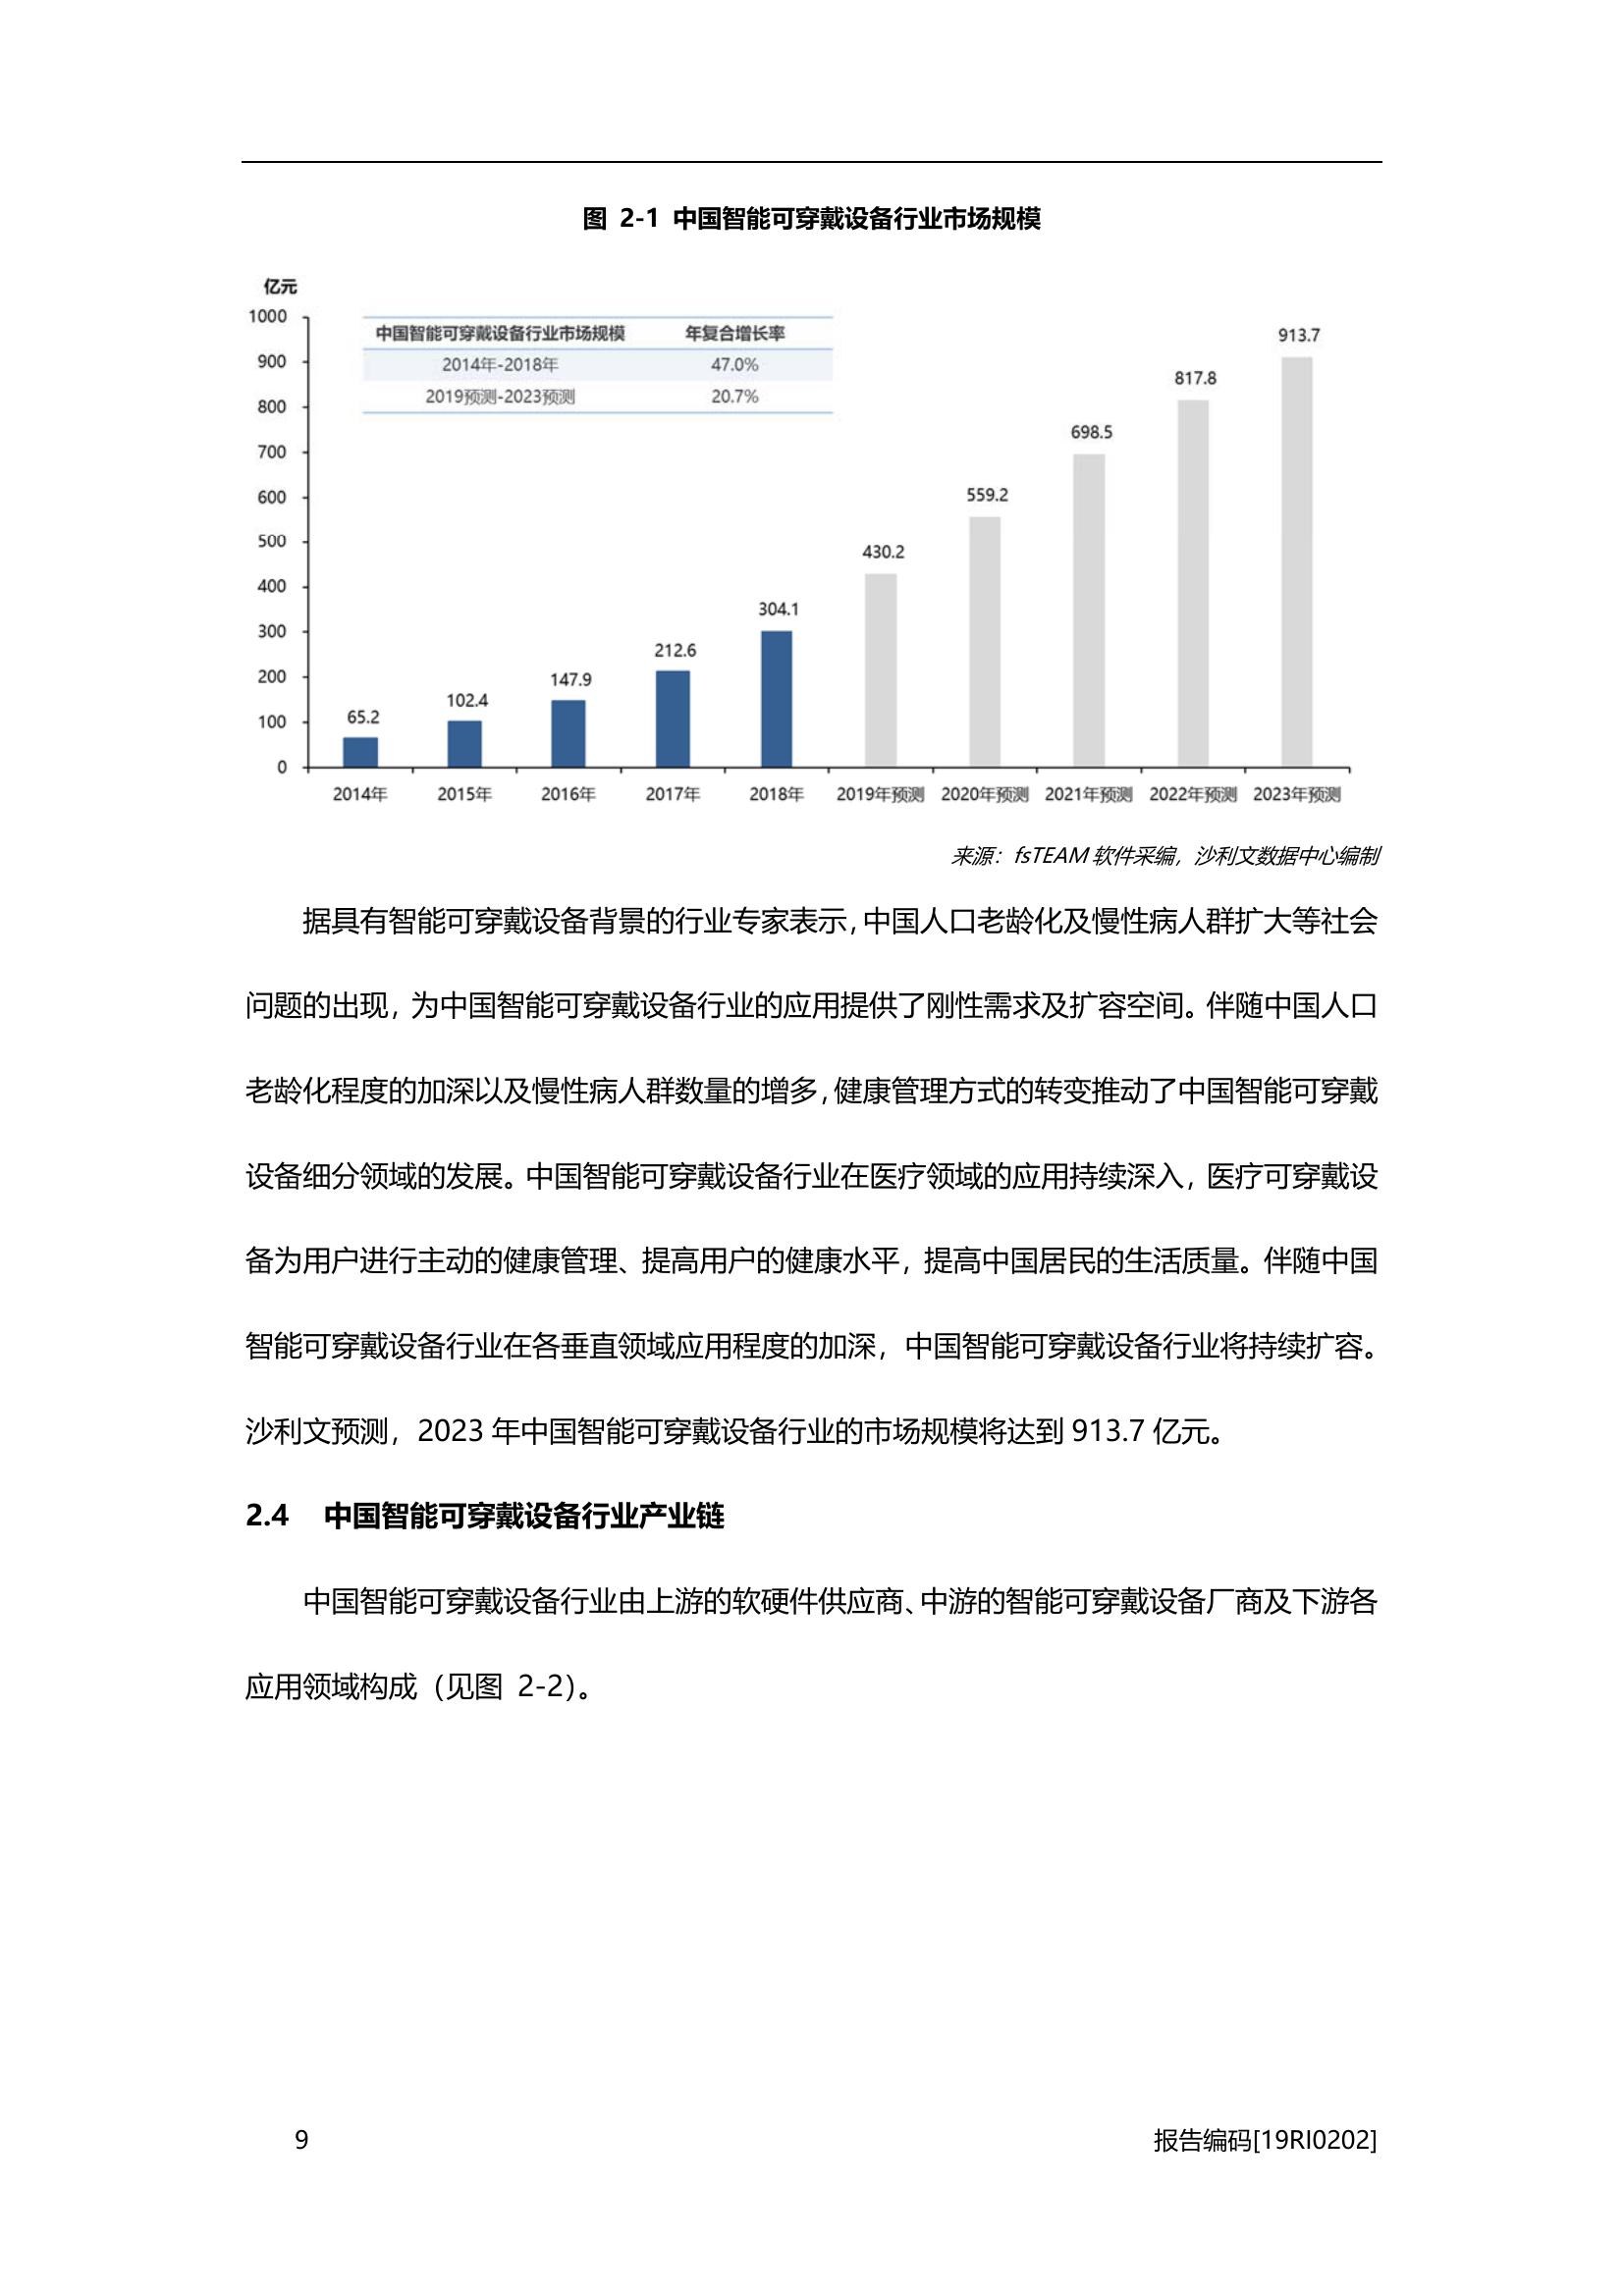 图 2-1 中国智能可穿戴设备行业市场规模
亿元
1000
900
800
700
600
500
400
300
200
100
0
中国智能可穿戴设备行业市场规模 年复合增长率
2014年-2018年 47.0%
2019预测-2023预测 20.7%
65.2
102.4
147.9
212.6
304.1
430.2
559.2
698.5
817.8
913.7
2014年 2015年 2016年 2017年 2018年 2019年预测 2020年预测 2021年预测 2022年预测 2023年预测
来源：fsTEAM 软件采编，沙利文数据中心编制
据具有智能可穿戴设备背景的行业专家表示，中国人口老龄化及慢性病人群扩大等社会
问题的出现，为中国智能可穿戴设备行业的应用提供了刚性需求及扩容空间。伴随中国人口
老龄化程度的加深以及慢性病人群数量的增多，健康管理方式的转变推动了中国智能可穿戴
设备细分领域的发展。中国智能可穿戴设备行业在医疗领域的应用持续深入，医疗可穿戴设
备为用户进行主动的健康管理、提高用户的健康水平，提高中国居民的生活质量。伴随中国
智能可穿戴设备行业在各垂直领域应用程度的加深，中国智能可穿戴设备行业将持续扩容。
沙利文预测，2023 年中国智能可穿戴设备行业的市场规模将达到 913.7 亿元。
2.4 中国智能可穿戴设备行业产业链
中国智能可穿戴设备行业由上游的软硬件供应商、中游的智能可穿戴设备厂商及下游各
应用领域构成（见图 2-2）。
9 报告编码[19RI0202]